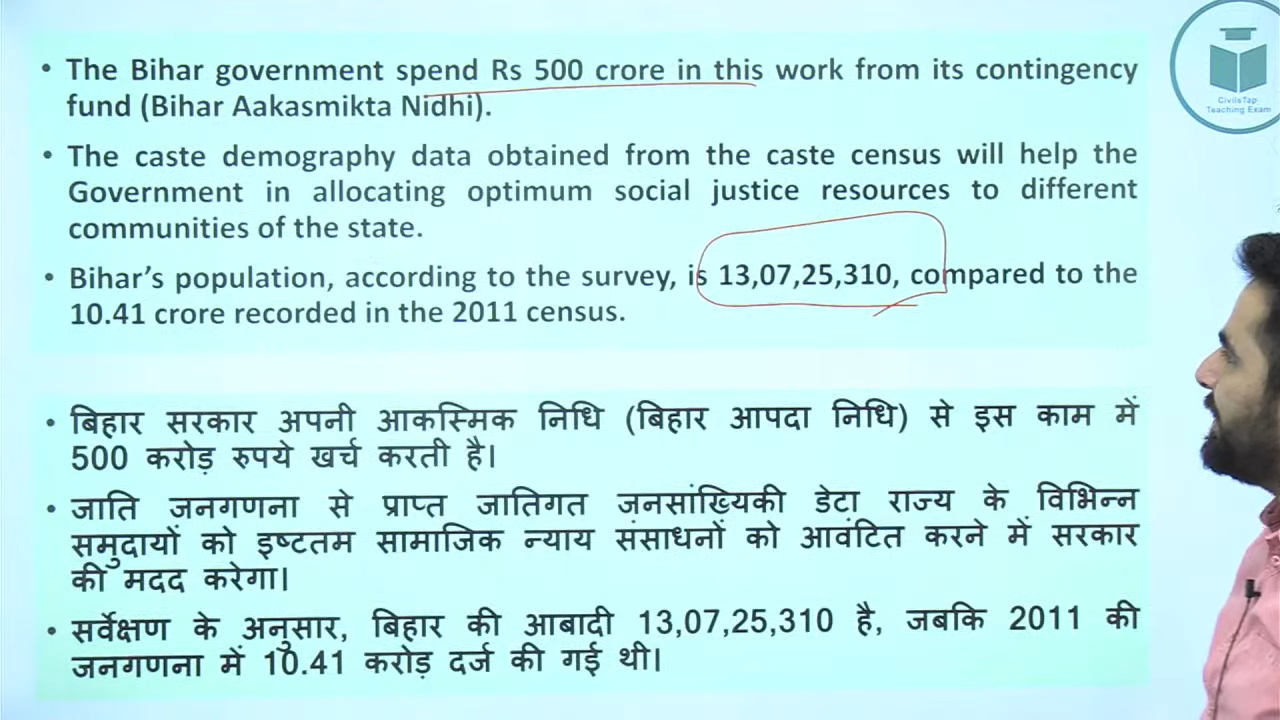 • The Bihar government spend Rs 500 crore in this work from its contingency
fund (Bihar Aakasmikta Nidhi).
• The caste demography data obtained from the caste census will help the
Government in allocating optimum social justice resources to different
communities of the state.
• Bihar’s population, according to the survey, is 13,07,25,310, compared to the
10.41 crore recorded in the 2011 census.
CivilsTap
Teaching Exam
• बिहार सरकार अपनी आकस्मिक निधि (बिहार आपदा निधि) से इस काम में
500 करोड़ रुपये खर्च करती है।
• जाति जनगणना से प्राप्त जातिगत जनसांख्यिकी डेटा राज्य के विभिन्न
समुदायों को इष्टतम सामाजिक न्याय संसाधनों को आवंटित करने में सरकार
की मदद करेगा।
• सर्वेक्षण के अनुसार, बिहार की आबादी 13,07,25,310 है, जबकि 2011 की
जनगणना में 10.41 करोड़ दर्ज की गई थी।